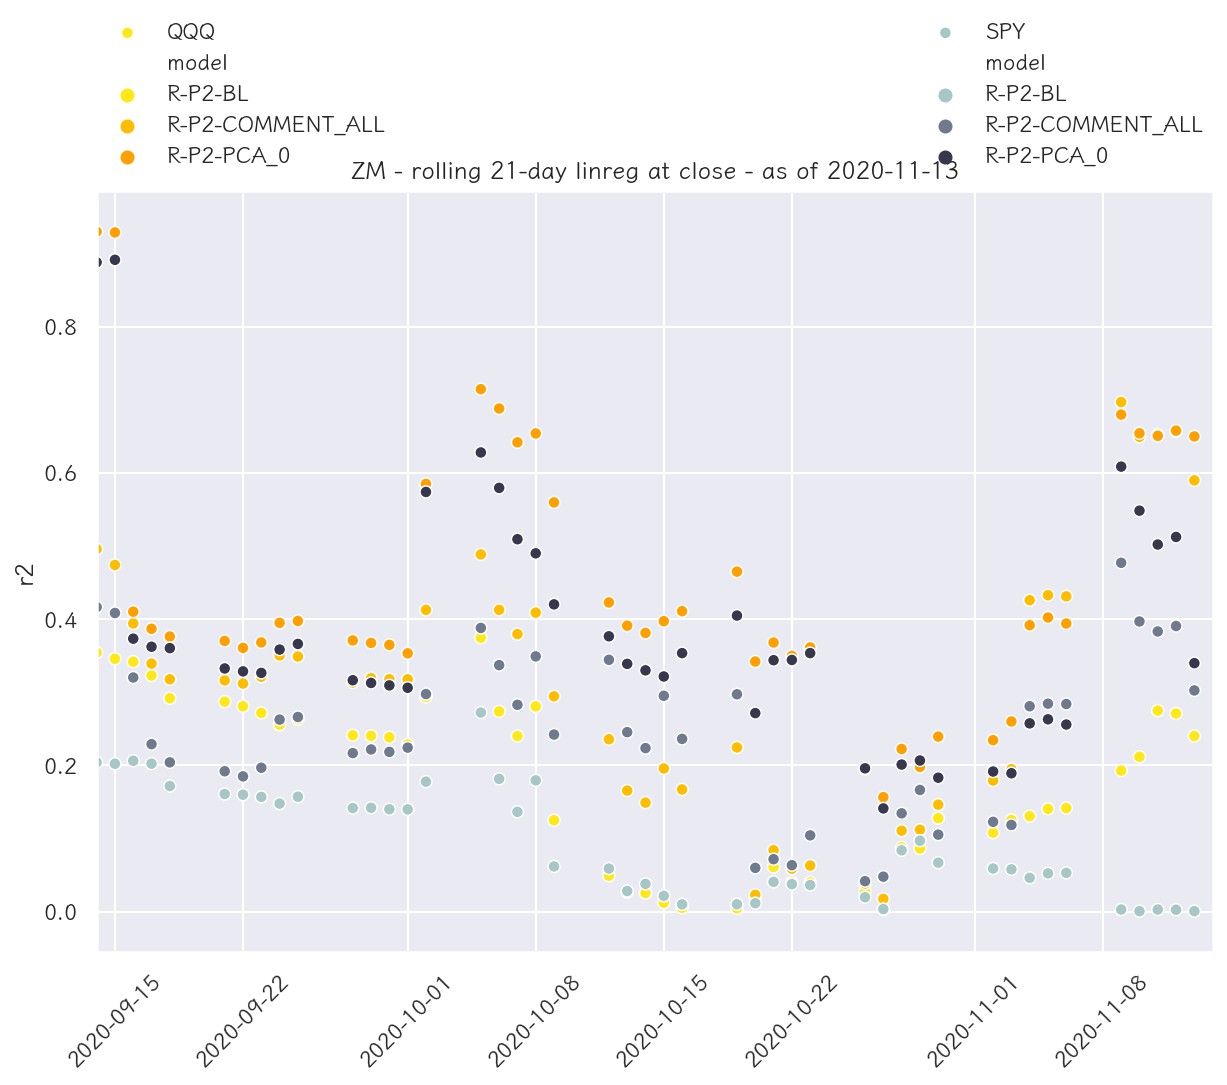 QQQ
model
R-P2-BL
R-P2-COMMENT_ALL
R-P2-PCA_0
SPY
model
R-P2-BL
R-P2-COMMENT_ALL
R-P2-PCA_0
ZM - rolling 21-day linreg at close - as of 2020-11-13
r2
0.8
0.6
0.4
0.2
0.0
2020-09-15
2020-09-22
2020-10-01
2020-10-08
2020-10-15
2020-10-22
2020-11-01
2020-11-08